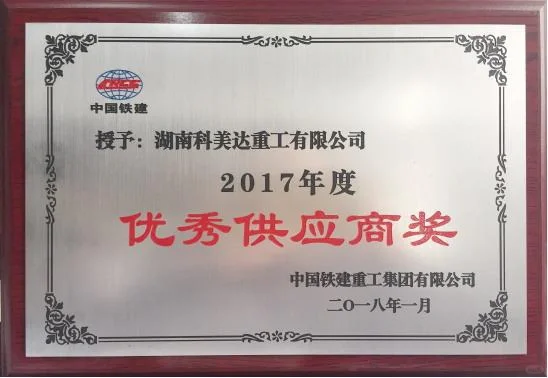 中国铁建
授予：湖南科美达重工有限公司
2017年度
优秀供应商奖
中国铁建重工集团有限公司
二〇一八年一月